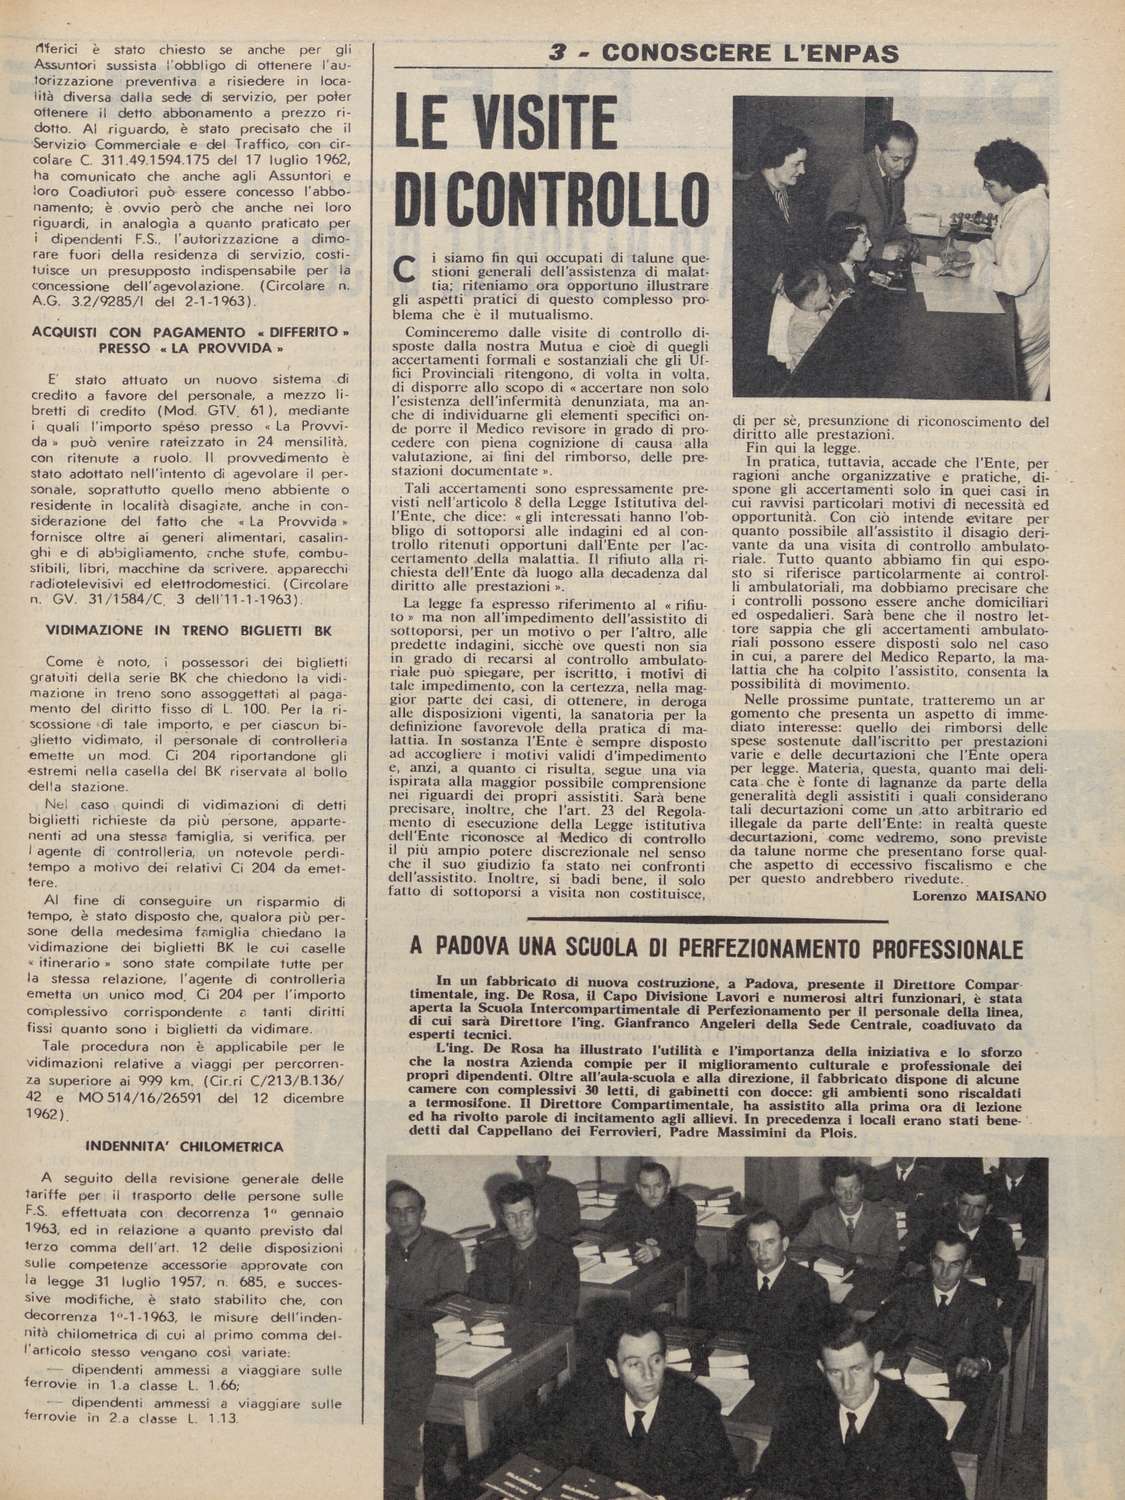 riferici è stato chiesto se anche per gli
Assuntori sussista l'obbligo di ottenere l'au-
torizzazione preventiva a risiedere in loca-
lità diversa dalla sede di servizio, per poter
ottenere il detto abbonamento a prezzo ri-
dotto. Al riguardo, è stato precisato che il
Servizio Commerciale e del Traffico, con cir-
colare C. 311.49.1594.175 del 17 luglio 1962,
ha comunicato che anche agli Assuntori e
loro Coadiutori può essere concesso l'abbo-
namento; è ovvio però che anche nei loro
riguardi, in analogia a quanto praticato per
i dipendenti F.S., l'autorizzazione a dimo-
rare fuori della residenza di servizio, costi-
tuisce un presupposto indispensabile per la
concessione dell'agevolazione. (Circolare n.
A.G. 3.2/9285/I del 2-1-1963).
ACQUISTI CON PAGAMENTO « DIFFERITO »
PRESSO « LA PROVVIDA »
E' stato attuato un nuovo sistema di
credito a favore del personale, a mezzo li-
bretti di credito (Mod. GTV. 61), mediante
i quali l'importo spéso presso « La Provvi-
da » può venire rateizzato in 24 mensilità,
con ritenute a ruolo. Il provvedimento è
stato adottato nell'intento di agevolare il per-
sonale, soprattutto quello meno abbiente o
residente in località disagiate, anche in con-
siderazione del fatto che « La Provvida »
fornisce oltre ai generi alimentari, casalin-
ghi e di abbigliamento, anche stufe, combu-
stibili, libri, macchine da scrivere, apparecchi
radiotelevisivi ed elettrodomestici. (Circolare
n. GV. 31/1584/C. 3 dell'11-1-1963).
VIDIMAZIONE IN TRENO BIGLIETTI BK
Come è noto, i possessori dei biglietti
gratuiti della serie BK che chiedono la vidi-
mazione in treno sono assoggettati al paga-
mento del diritto fisso di L. 100. Per la ri-
scossione di tale importo, e per ciascun bi-
glietto vidimato, il personale di controlleria
emette un mod. Ci 204 riportandone gli
estremi nella casella del BK riservata al bollo
della stazione.
Nel caso quindi di vidimazioni di detti
biglietti richieste da più persone, apparte-
nenti ad una stessa famiglia, si verifica, per
l'agente di controlleria, un notevole perdi-
tempo a motivo dei relativi Ci 204 da emet-
tere.
Al fine di conseguire un risparmio di
tempo, è stato disposto che, qualora più per-
sone della medesima famiglia chiedano la
vidimazione dei biglietti BK le cui caselle
« itinerario » sono state compilate tutte per
la stessa relazione, l'agente di controlleria
emetta un unico mod. Ci 204 per l'importo
complessivo corrispondente a tanti diritti
fissi quanto sono i biglietti da vidimare.
Tale procedura non è applicabile per le
vidimazioni relative a viaggi per percorren-
za superiore ai 999 km. (Cir.ri C/213/B.136/
42 e MO 514/16/26591 del 12 dicembre
1962).
INDENNITA' CHILOMETRICA
A seguito della revisione generale delle
tariffe per il trasporto delle persone sulle
F.S. effettuata con decorrenza 1º gennaio
1963, ed in relazione a quanto previsto dal
terzo comma dell'art. 12 delle disposizioni
sulle competenze accessorie approvate con
la legge 31 luglio 1957, n. 685, e succes-
sive modifiche, è stato stabilito che, con
decorrenza 1º-1-1963, le misure dell'inden-
nità chilometrica di cui al primo comma del-
l'articolo stesso vengano così variate:
— dipendenti ammessi a viaggiare sulle
ferrovie in 1.a classe L. 1.66;
— dipendenti ammessi a viaggiare sulle
ferrovie in 2.a classe L. 1.13.
3 - CONOSCERE L'ENPAS
LE VISITE
DI CONTROLLO
Ci siamo fin qui occupati di talune que-
stioni generali dell'assistenza di malat-
tia; riteniamo ora opportuno illustrare
gli aspetti pratici di questo complesso pro-
blema che è il mutualismo.
Cominceremo dalle visite di controllo di-
sposte dalla nostra Mutua e cioè di quegli
accertamenti formali e sostanziali che gli Uf-
fici Provinciali ritengono, di volta in volta,
di disporre allo scopo di « accertare non solo
l'esistenza dell'infermità denunziata, ma an-
che di individuarne gli elementi specifici on-
de porre il Medico revisore in grado di pro-
cedere con piena cognizione di causa alla
valutazione, ai fini del rimborso, delle pre-
stazioni documentate ».
Tali accertamenti sono espressamente pre-
visti nell'articolo 8 della Legge Istitutiva del-
l'Ente, che dice: « gli interessati hanno l'ob-
bligo di sottoporsi alle indagini ed al con-
trollo ritenuti opportuni dall'Ente per l'ac-
certamento della malattia. Il rifiuto alla ri-
chiesta dell'Ente dà luogo alla decadenza dal
diritto alle prestazioni ».
La legge fa espresso riferimento al « rifiu-
to » ma non all'impedimento dell'assistito di
sottoporsi, per un motivo o per l'altro, alle
predette indagini, sicchè ove questi non sia
in grado di recarsi al controllo ambulato-
riale può spiegare, per iscritto, i motivi di
tale impedimento, con la certezza, nella mag-
gior parte dei casi, di ottenere, in deroga
alle disposizioni vigenti, la sanatoria per la
definizione favorevole della pratica di ma-
lattia. In sostanza l'Ente è sempre disposto
ad accogliere i motivi validi d'impedimento
e, anzi, a quanto ci risulta, segue una via
ispirata alla maggior possibile comprensione
nei riguardi dei propri assistiti. Sarà bene
precisare, inoltre, che l'art. 23 del Regola-
mento di esecuzione della Legge istitutiva
dell'Ente riconosce al Medico di controllo
il più ampio potere discrezionale nel senso
che il suo giudizio fa stato nei confronti
dell'assistito. Inoltre, si badi bene, il solo
fatto di sottoporsi a visita non costituisce,
di per sè, presunzione di riconoscimento del
diritto alle prestazioni.
Fin qui la legge.
In pratica, tuttavia, accade che l'Ente, per
ragioni anche organizzative e pratiche, di-
spone gli accertamenti solo in quei casi in
cui ravvisi particolari motivi di necessità ed
opportunità. Con ciò intende evitare per
quanto possibile all'assistito il disagio deri-
vante da una visita di controllo ambulato-
riale. Tutto quanto abbiamo fin qui espo-
sto si riferisce particolarmente ai control-
li ambulatoriali, ma dobbiamo precisare che
i controlli possono essere anche domiciliari
ed ospedalieri. Sarà bene che il nostro let-
tore sappia che gli accertamenti ambulato-
riali possono essere disposti solo nel caso
in cui, a parere del Medico Reparto, la ma-
lattia che ha colpito l'assistito, consenta la
possibilità di movimento.
Nelle prossime puntate, tratteremo un ar
gomento che presenta un aspetto di imme-
diato interesse: quello dei rimborsi delle
spese sostenute dall'iscritto per prestazioni
varie e delle decurtazioni che l'Ente opera
per legge. Materia, questa, quanto mai deli-
cata che è fonte di lagnanze da parte della
generalità degli assistiti i quali considerano
tali decurtazioni come un atto arbitrario ed
illegale da parte dell'Ente: in realtà queste
decurtazioni, come vedremo, sono previste
da talune norme che presentano forse qual-
che aspetto di eccessivo fiscalismo e che
per questo andrebbero rivedute.
Lorenzo MAISANO
A PADOVA UNA SCUOLA DI PERFEZIONAMENTO PROFESSIONALE
In un fabbricato di nuova costruzione, a Padova, presente il Direttore Compar-
timentale, ing. De Rosa, il Capo Divisione Lavori e numerosi altri funzionari, è stata
aperta la Scuola Intercompartimentale di Perfezionamento per il personale della linea,
di cui sarà Direttore l'ing. Gianfranco Angeleri della Sede Centrale, coadiuvato da
esperti tecnici.
L'ing. De Rosa ha illustrato l'utilità e l'importanza della iniziativa e lo sforzo
che la nostra Azienda compie per il miglioramento culturale e professionale dei
propri dipendenti. Oltre all'aula-scuola e alla direzione, il fabbricato dispone di alcune
camere con complessivi 30 letti, di gabinetti con docce: gli ambienti sono riscaldati
a termosifone. Il Direttore Compartimentale, ha assistito alla prima ora di lezione
ed ha rivolto parole di incitamento agli allievi. In precedenza i locali erano stati bene-
detti dal Cappellano dei Ferrovieri, Padre Massimini da Plois.